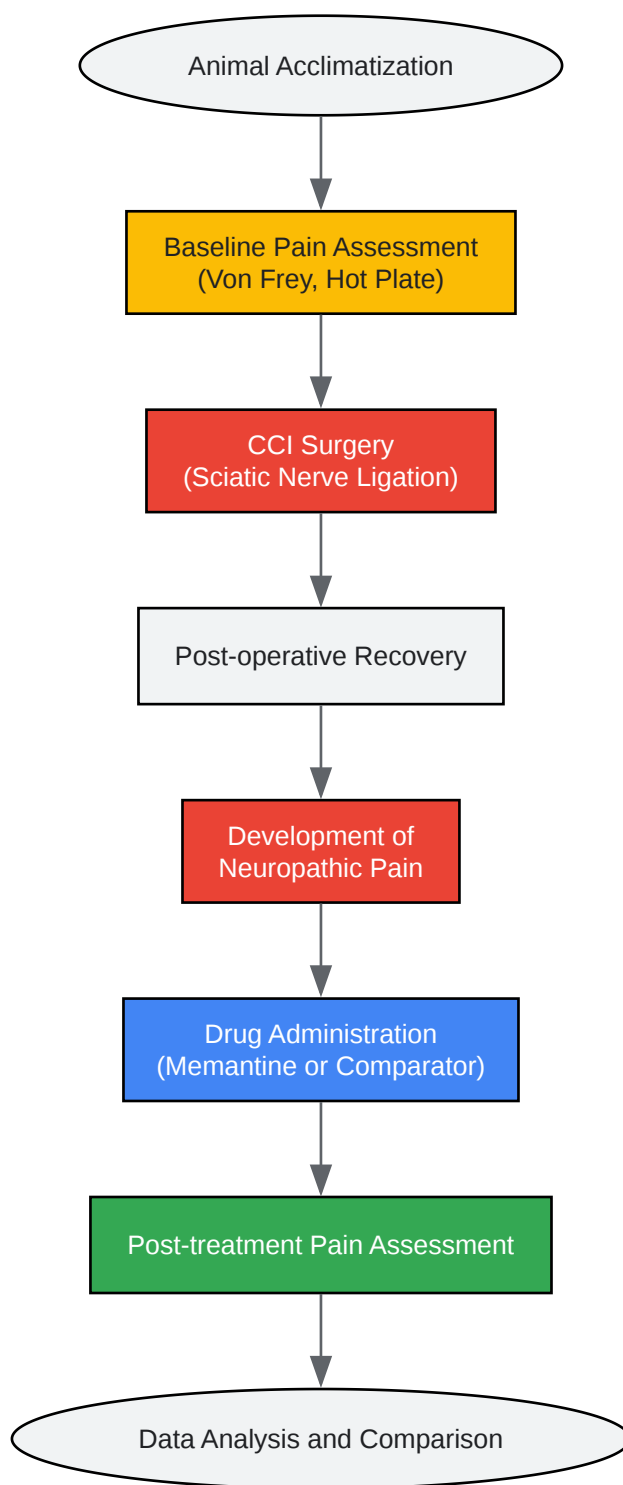 Animal Acclimatization
Baseline Pain Assessment
(Von Frey, Hot Plate)
CCI Surgery
(Sciatic Nerve Ligation)
Post-operative Recovery
Development of
Neuropathic Pain
Drug Administration
(Memantine or Comparator)
Post-treatment Pain Assessment
Data Analysis and Comparison